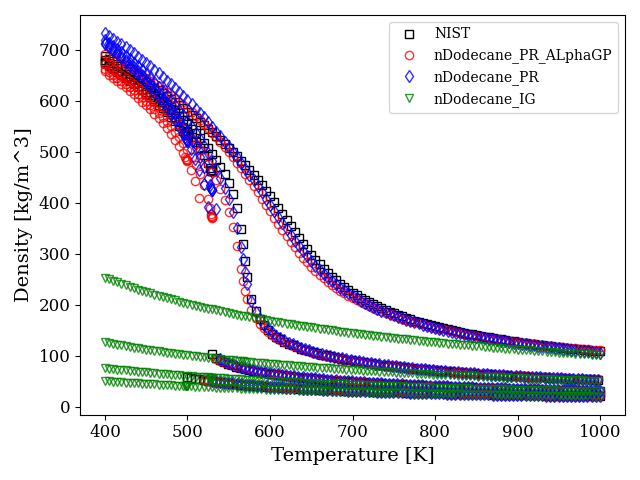 NIST
nDodecane_PR_ALphaGP
nDodecane_PR
nDodecane_IG
700
600
500
400
300
200
100
0
Density [kg/m^3]
400 500 600 700 800 900 1000
Temperature [K]